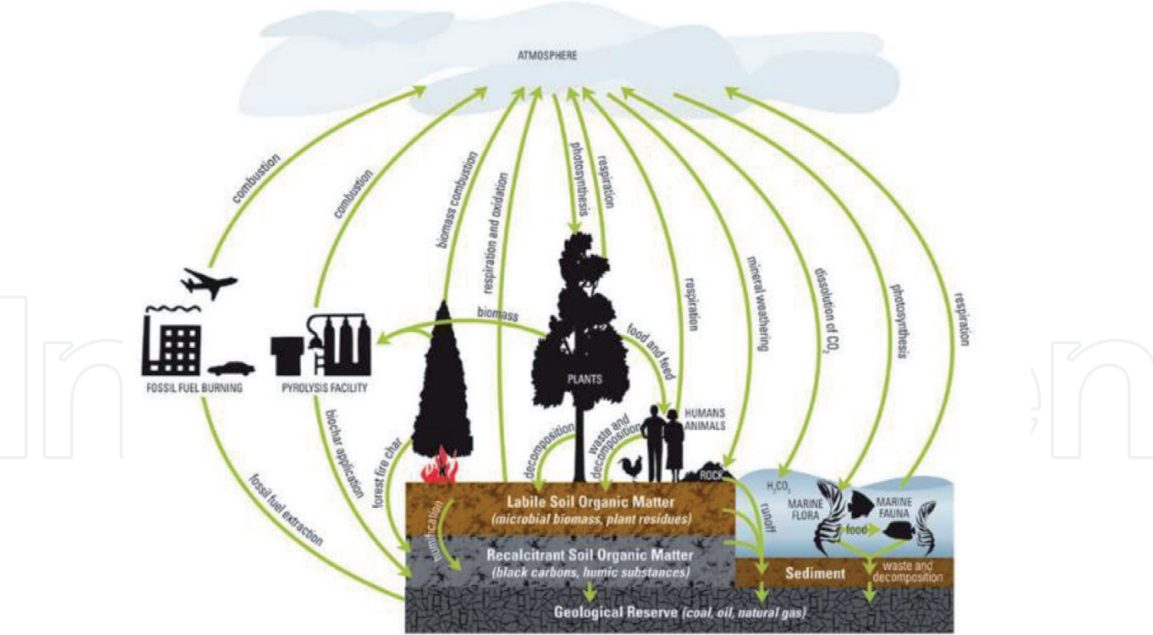 ATMOSPHERE
combustion
combustion
biomass combustion
respiration and oxidation
photosynthesis
respiration
respiration
mineral weathering
dissolution of CO2
photosynthesis
respiration
biomass
food and feed
FOSSIL FUEL BURNING
PYROLYSIS FACILITY
PLANTS
HUMANS
ANIMALS
fossil fuel extraction
biochar application
forest fire char
decomposition
waste and
decomposition
ROCK
H2CO3
MARINE
FLORA
MARINE
FAUNA
food
runoff
humification
Labile Soil Organic Matter
(microbial biomass, plant residues)
Recalcitrant Soil Organic Matter
(black carbons, humic substances)
Sediment
waste and
decomposition
Geological Reserve (coal, oil, natural gas)